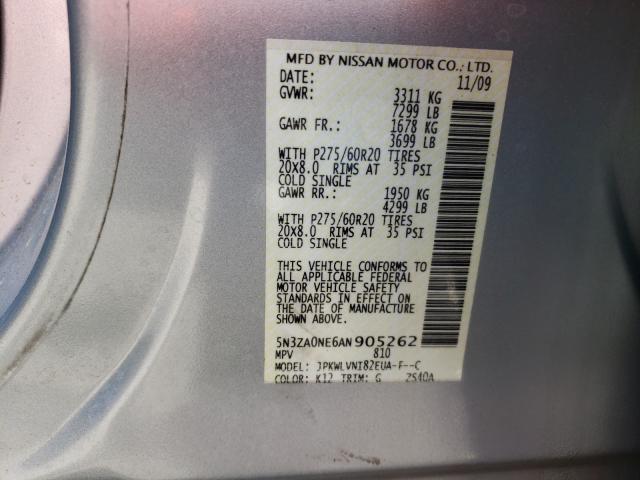 MFD BY NISSAN MOTOR CO., LTD.
DATE: 11/09
GVWR: 3311 KG
7299 LB
GAWR FR.: 1678 KG
3699 LB
WITH P275/60R20 TIRES
20x8.0 RIMS AT 35 PSI
COLD SINGLE
GAWR RR.: 1950 KG
4299 LB
WITH P275/60R20 TIRES
20x8.0 RIMS AT 35 PSI
COLD SINGLE
THIS VEHICLE CONFORMS TO
ALL APPLICABLE FEDERAL
MOTOR VEHICLE SAFETY
STANDARDS IN EFFECT ON
THE DATE OF MANUFACTURE
SHOWN ABOVE.
5N3ZA0NE6AN905262
MPV 810
MODEL: JPKWLVNI82EUA-F--C
COLOR: K12 TRIM: G 2S40A